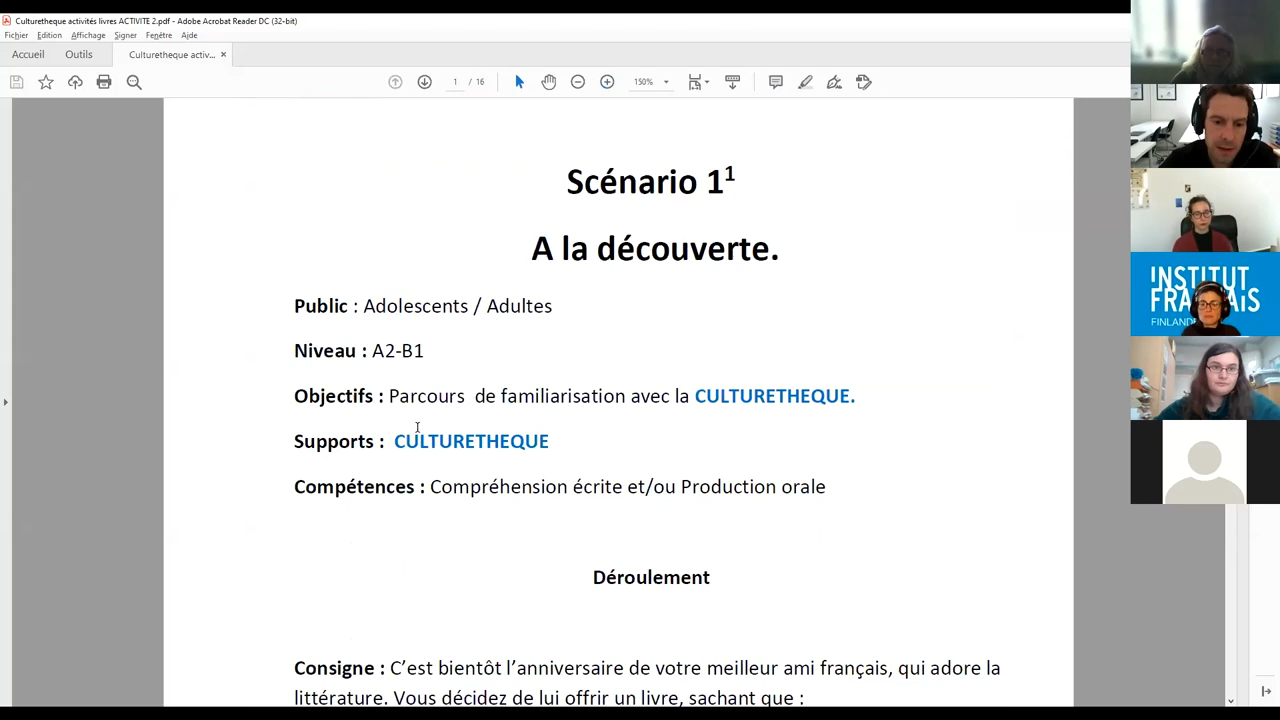 Culturetheque activités livres ACTIVITE 2.pdf - Adobe Acrobat Reader DC (32-bit)
Fichier Edition Affichage Signer Fenêtre Aide
Accueil Outils Culturetheque activ... ×
1 / 16 150%
Scénario 1¹
A la découverte.
Public : Adolescents / Adultes
Niveau : A2-B1
Objectifs : Parcours de familiarisation avec la CULTURETHEQUE.
Supports : CULTURETHEQUE
Compétences : Compréhension écrite et/ou Production orale
Déroulement
Consigne : C’est bientôt l’anniversaire de votre meilleur ami français, qui adore la
littérature. Vous décidez de lui offrir un livre, sachant que :
INSTITUT
FRANÇAIS
FINLANDE